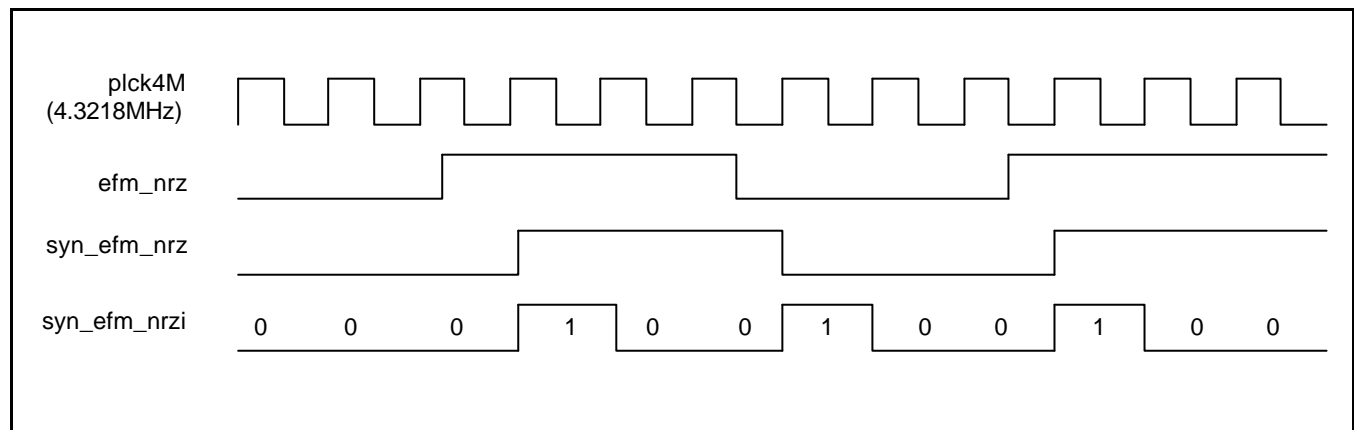 plck4M
(4.3218MHz)
efm_nrz
syn_efm_nrz
syn_efm_nrzi 0 0 0 1 0 0 1 0 0 1 0 0